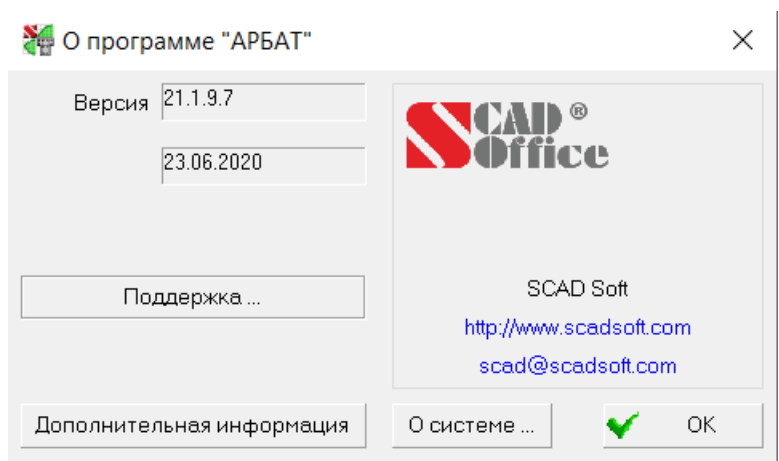 О программе "АРБАТ"
Версия 21.1.9.7
23.06.2020
SCAD ®
Office
Поддержка ...
SCAD Soft
http://www.scadsoft.com
scad@scadsoft.com
Дополнительная информация
О системе ...
OK